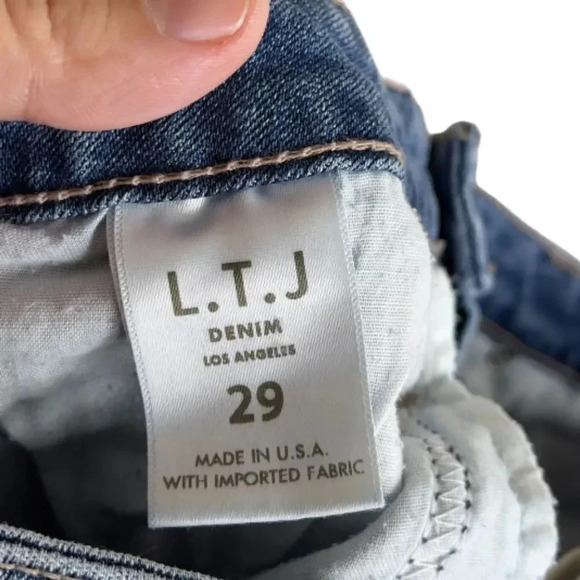 L.T.J
DENIM
LOS ANGELES
29
MADE IN U.S.A.
WITH IMPORTED FABRIC